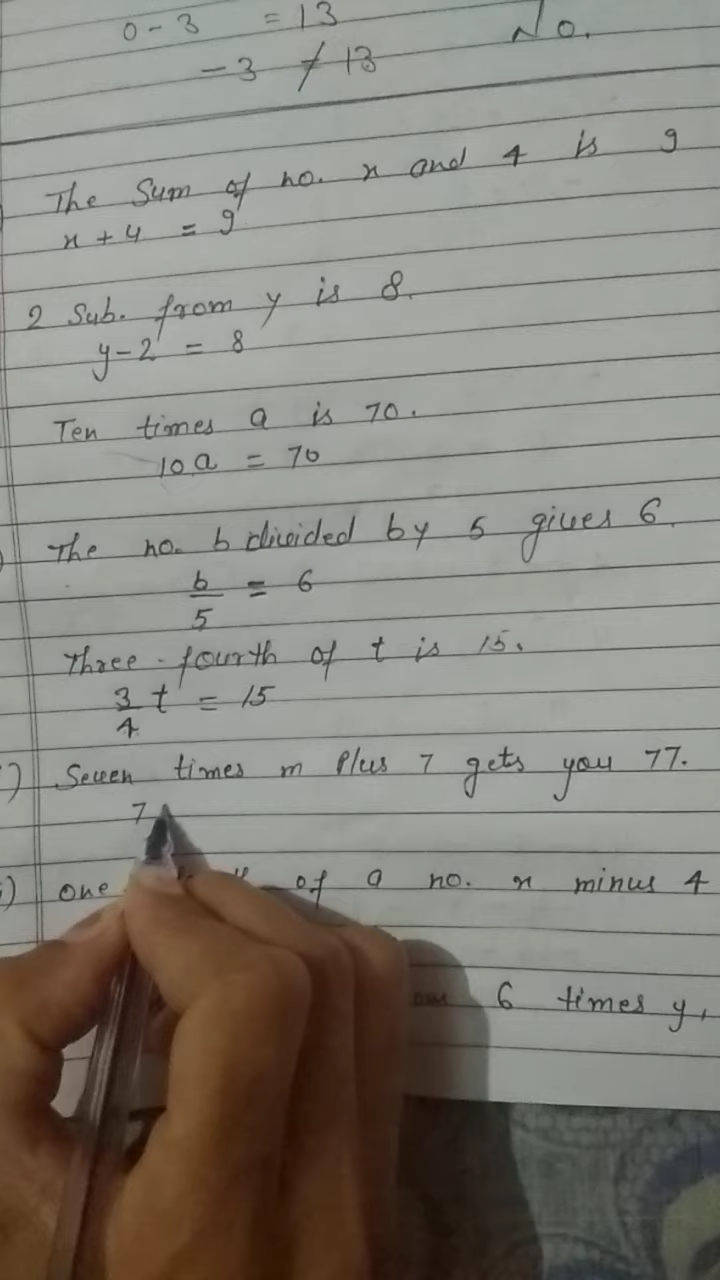 0 - 3 = 13
-3 ≠ 13 No.
The Sum of no. x and 4 is 9
x + 4 = 9
2 Sub. from y is 8.
y - 2 = 8
Ten times a is 70.
10a = 70
The no. b divided by 5 gives 6.
b/5 = 6
Three-fourth of t is 15.
3/4 t = 15
) Seven times m Plus 7 gets you 77.
7
) one of a no. x minus 4
6 times y,